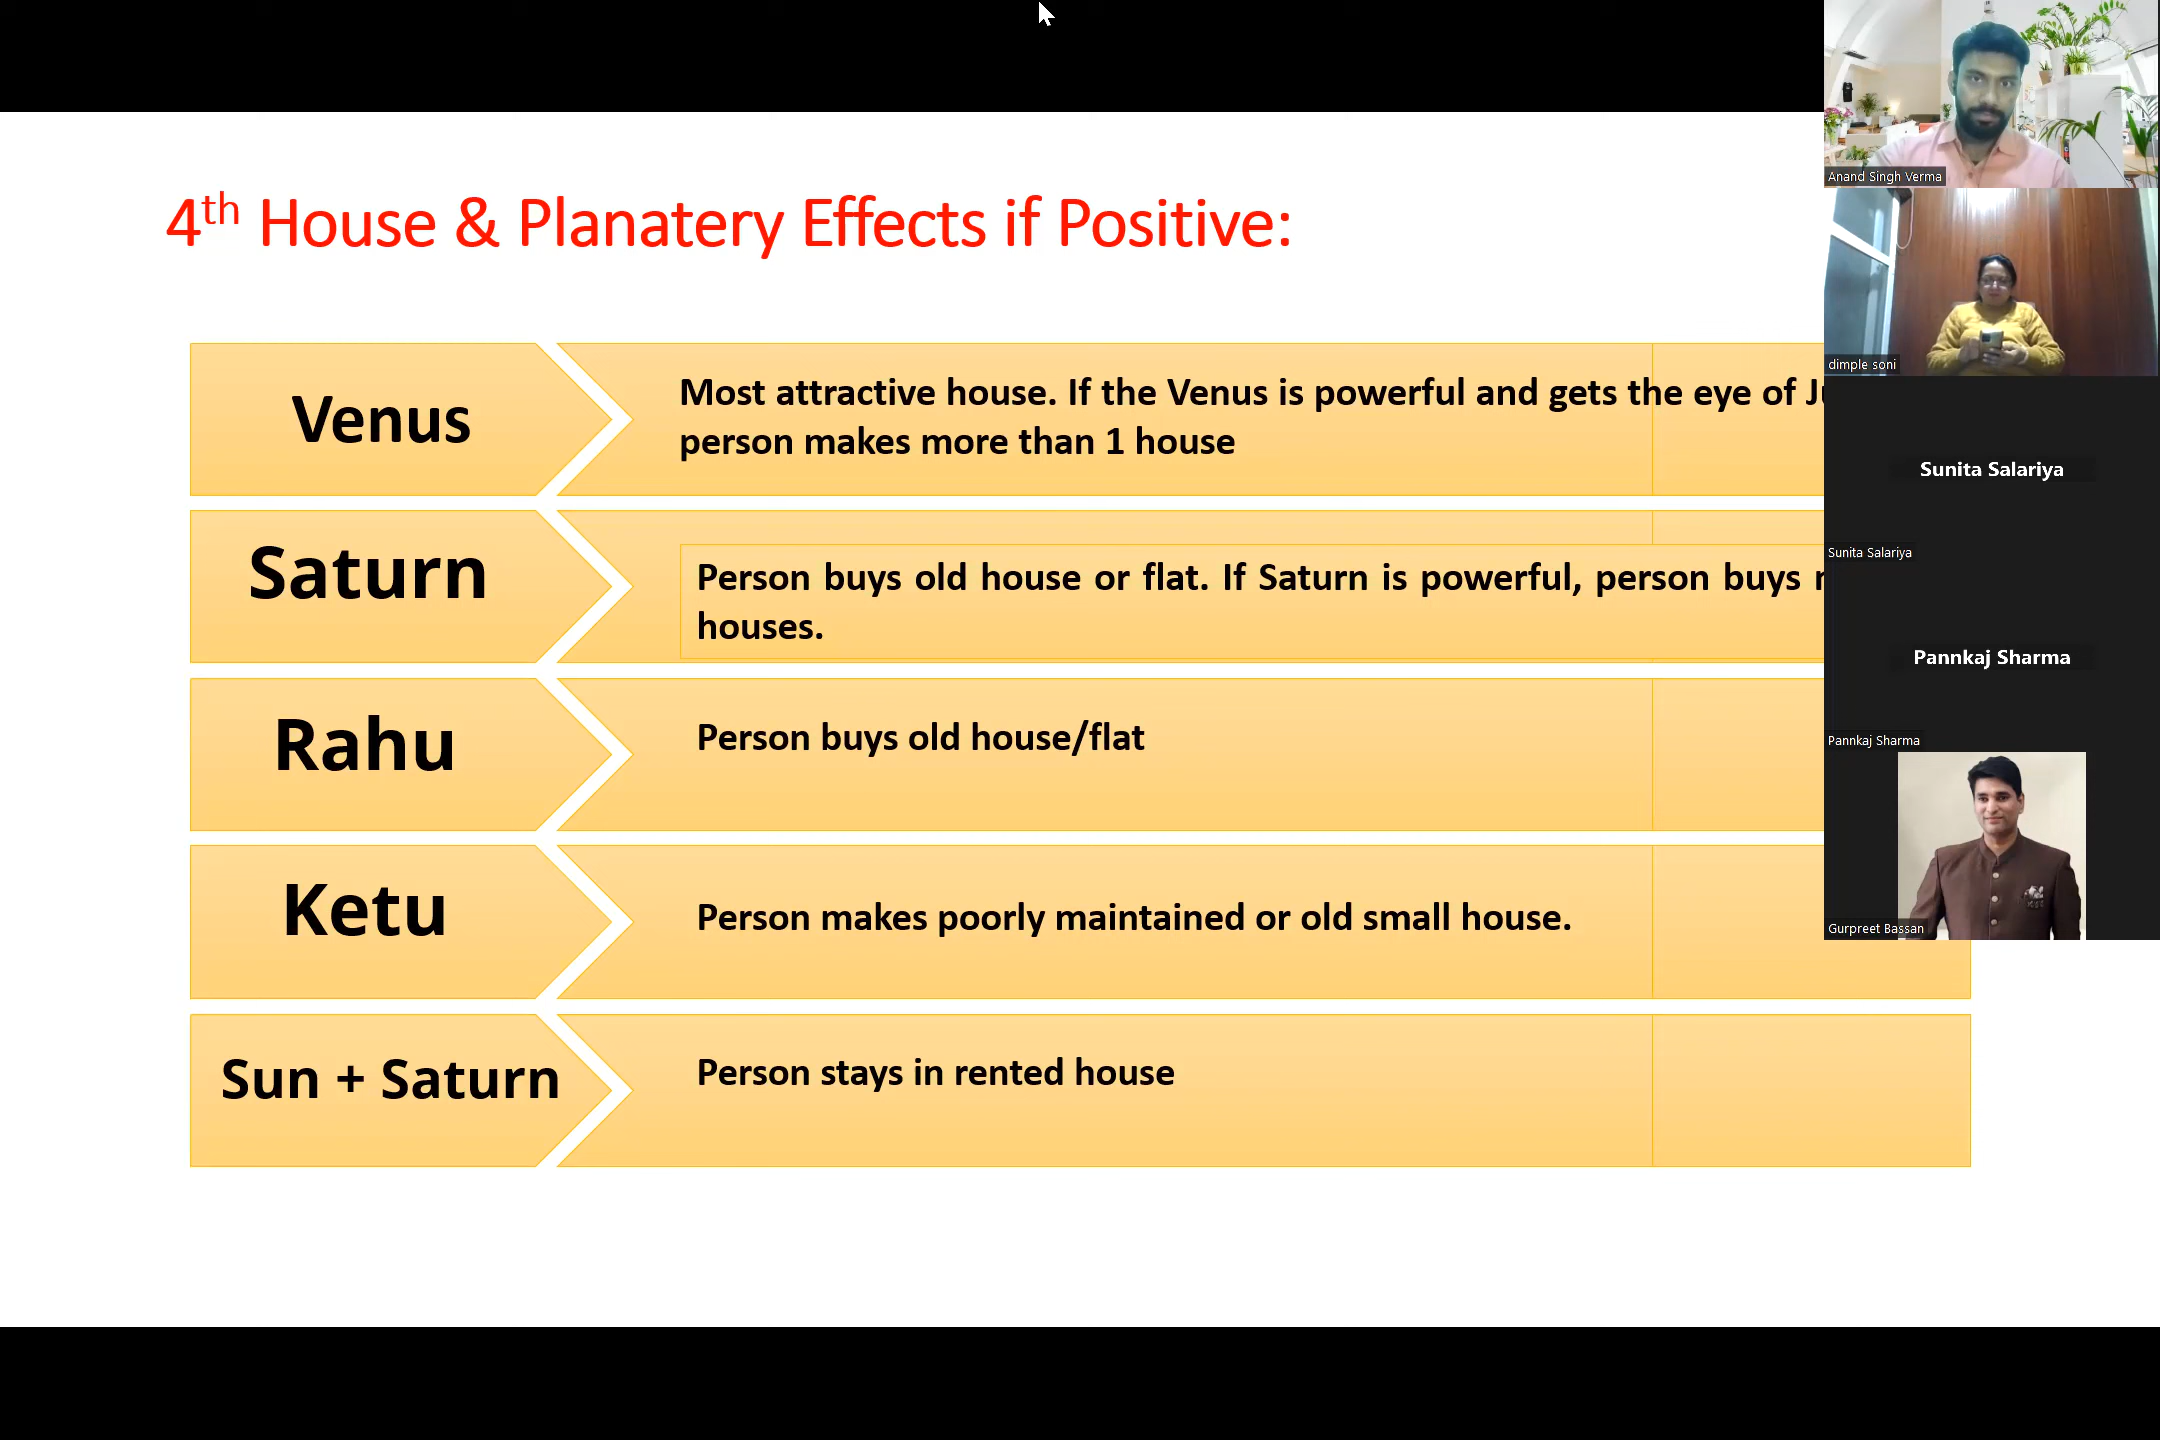 4th House & Planatery Effects if Positive:
Venus
Most attractive house. If the Venus is powerful and gets the eye of
person makes more than 1 house
Saturn
Person buys old house or flat. If Saturn is powerful, person buys
houses.
Rahu
Person buys old house/flat
Ketu
Person makes poorly maintained or old small house.
Sun + Saturn
Person stays in rented house
Anand Singh Verma
dimple soni
Sunita Salariya
Sunita Salariya
Pannkaj Sharma
Pannkaj Sharma
Gurpreet Bassan